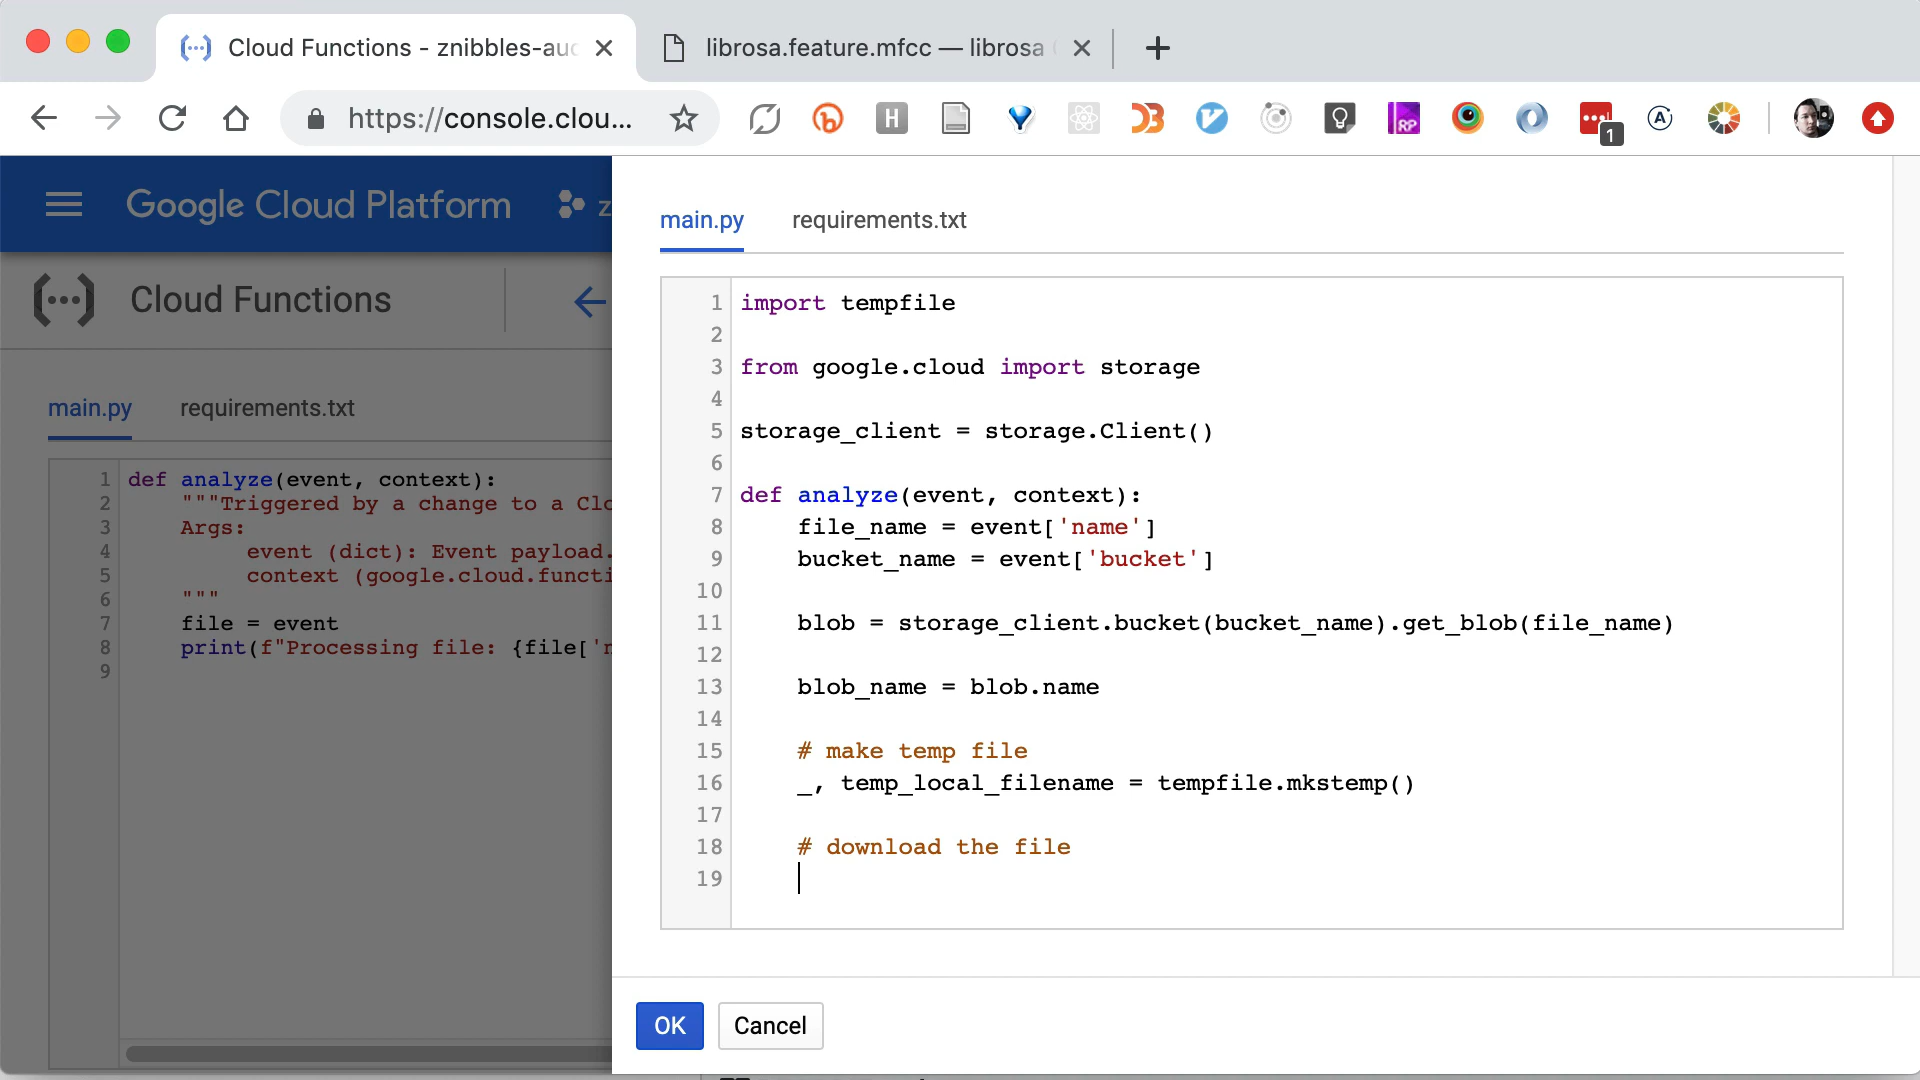 Cloud Functions - znibbles-auc
librosa.feature.mfcc — librosa
https://console.clou...
H
RP
1
A
Google Cloud Platform
z
Cloud Functions
main.py requirements.txt
1 def analyze(event, context):
2 """Triggered by a change to a Clo
3 Args:
4 event (dict): Event payload.
5 context (google.cloud.functi
6 """
7 file = event
8 print(f"Processing file: {file['n
9
main.py requirements.txt
1 import tempfile
2
3 from google.cloud import storage
4
5 storage_client = storage.Client()
6
7 def analyze(event, context):
8 file_name = event['name']
9 bucket_name = event['bucket']
10
11 blob = storage_client.bucket(bucket_name).get_blob(file_name)
12
13 blob_name = blob.name
14
15 # make temp file
16 _, temp_local_filename = tempfile.mkstemp()
17
18 # download the file
19
OK Cancel